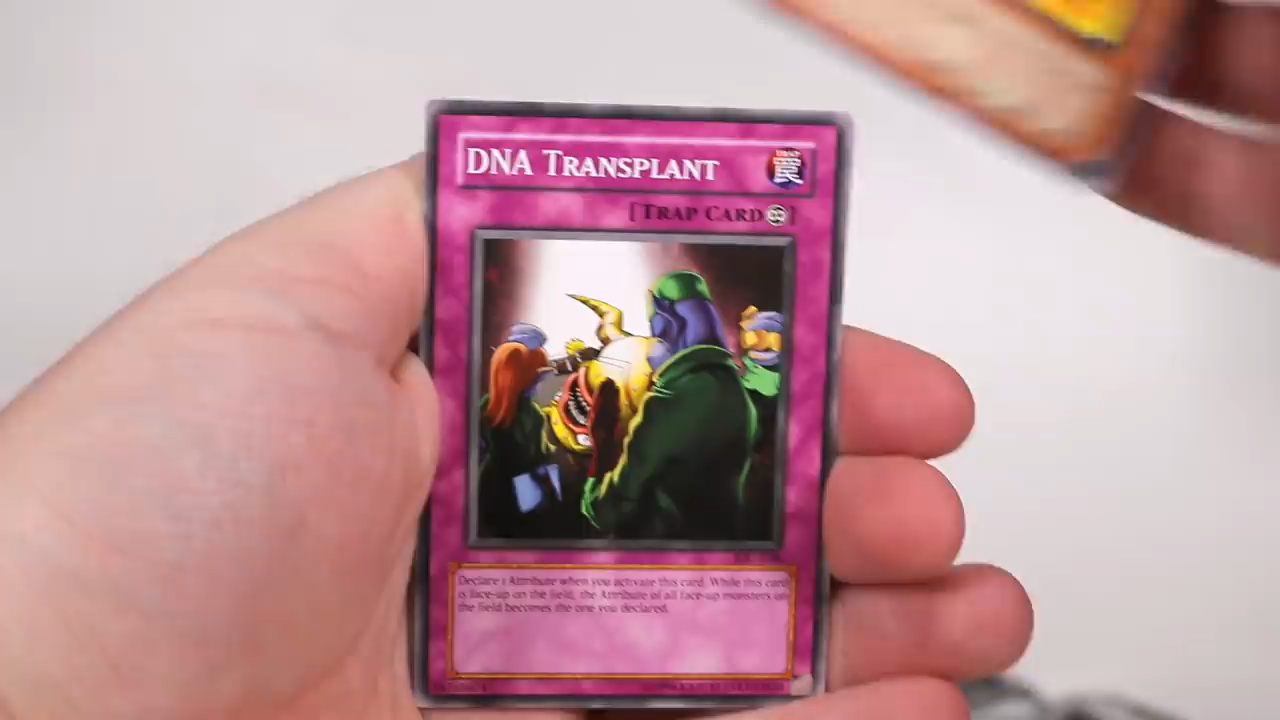 DNA TRANSPLANT
TRAP
罠
[TRAP CARD]
Declare 1 Attribute when you activate this card. While this card
is face-up on the field, the Attribute of all face-up monsters on
the field becomes the one you declared.